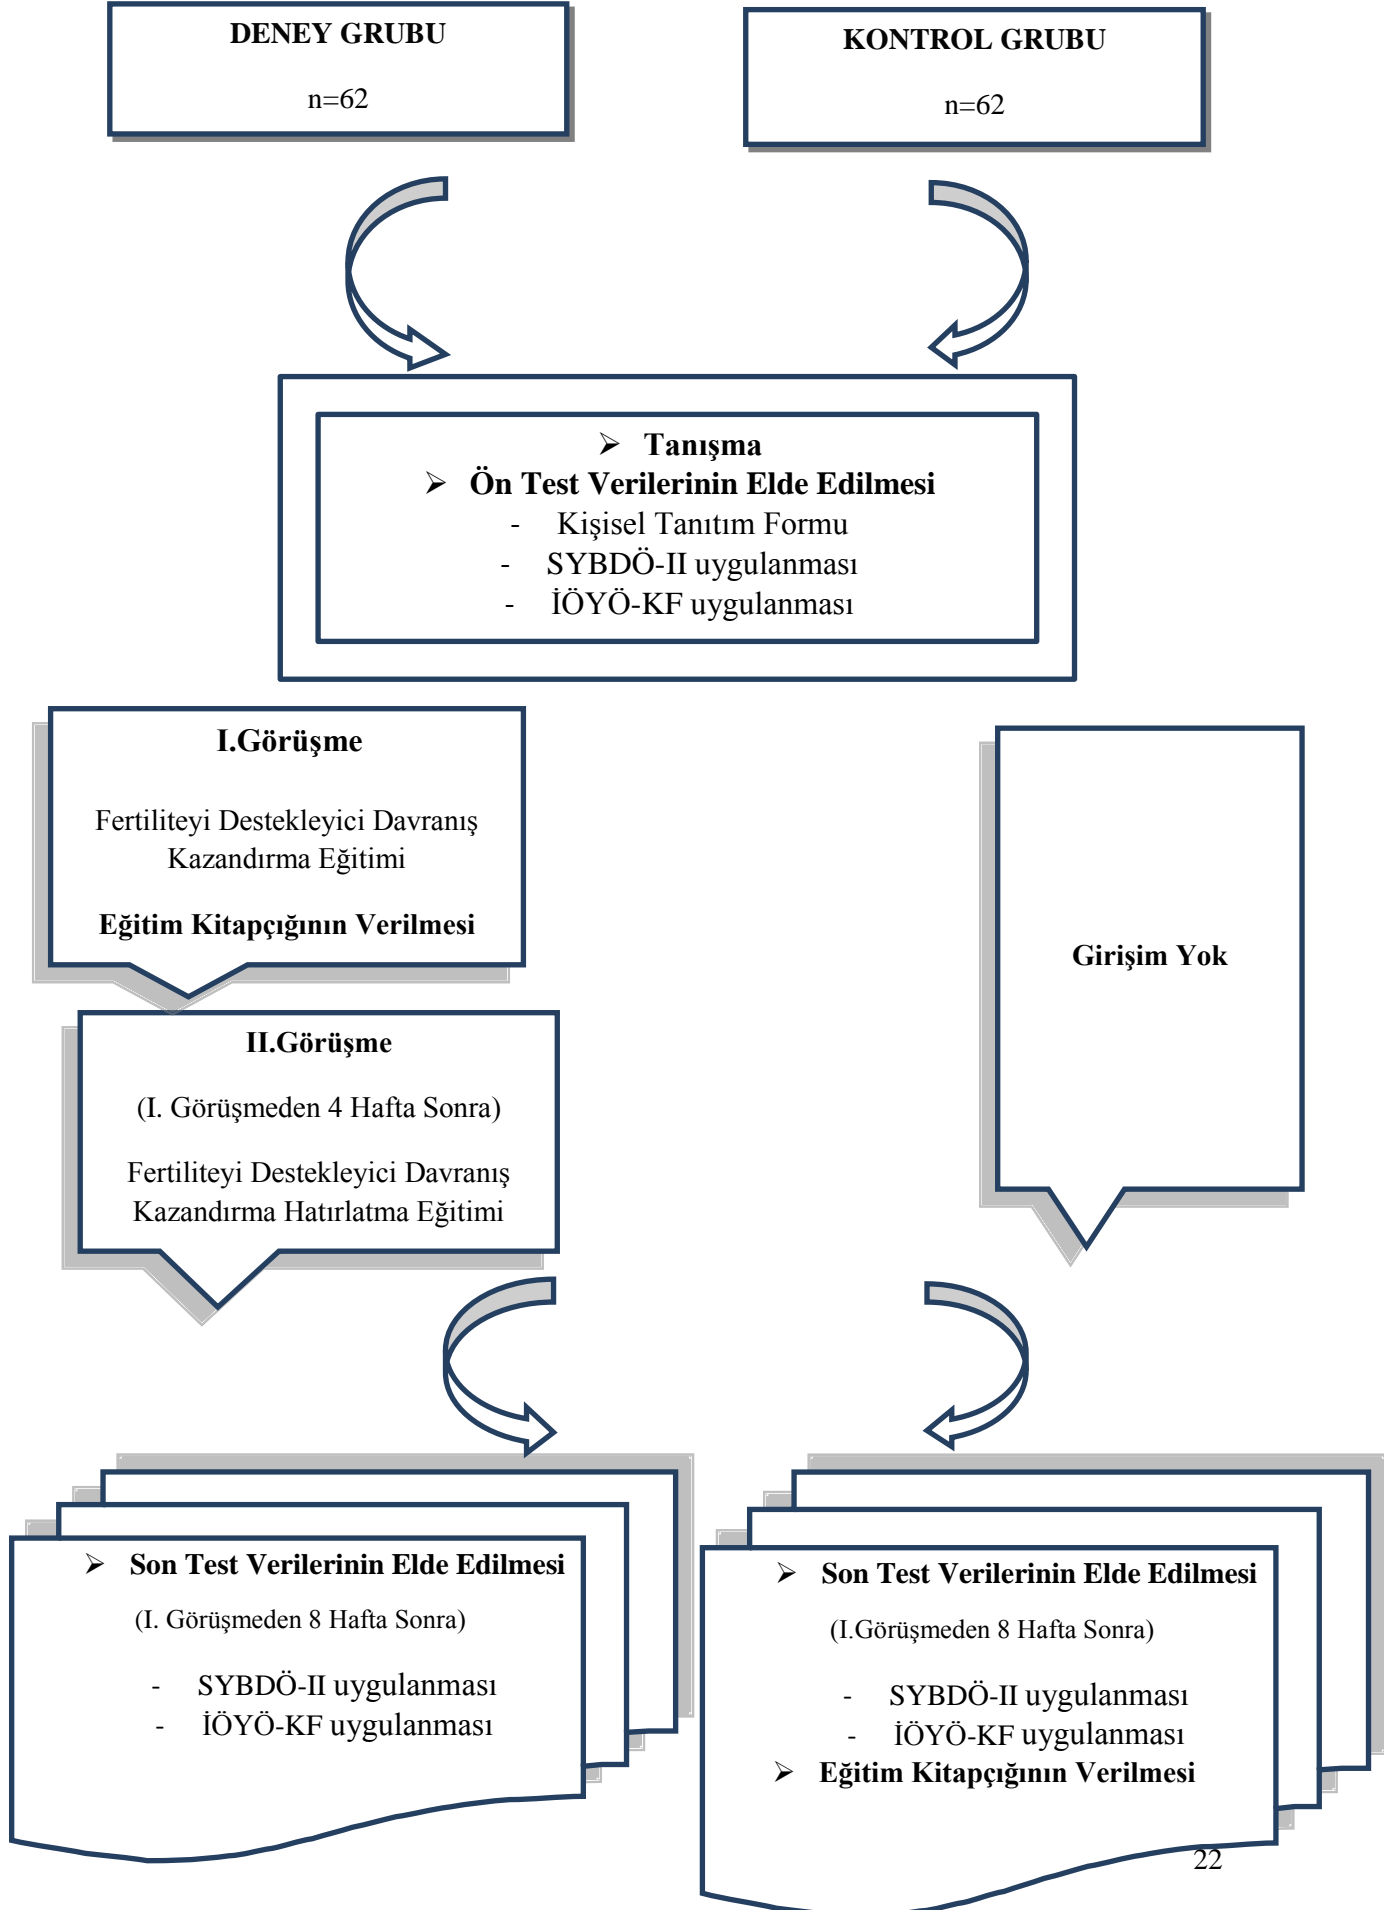 DENEY GRUBU
n=62
KONTROL GRUBU
n=62
➢ Tanışma
➢ Ön Test Verilerinin Elde Edilmesi
- Kişisel Tanıtım Formu
- SYBDÖ-II uygulanması
- İÖYÖ-KF uygulanması
I.Görüşme
Fertiliteyi Destekleyici Davranış
Kazandırma Eğitimi
Eğitim Kitapçığının Verilmesi
Girişim Yok
II.Görüşme
(I. Görüşmeden 4 Hafta Sonra)
Fertiliteyi Destekleyici Davranış
Kazandırma Hatırlatma Eğitimi
➢ Son Test Verilerinin Elde Edilmesi
(I. Görüşmeden 8 Hafta Sonra)
- SYBDÖ-II uygulanması
- İÖYÖ-KF uygulanması
➢ Son Test Verilerinin Elde Edilmesi
(I.Görüşmeden 8 Hafta Sonra)
- SYBDÖ-II uygulanması
- İÖYÖ-KF uygulanması
➢ Eğitim Kitapçığının Verilmesi
22